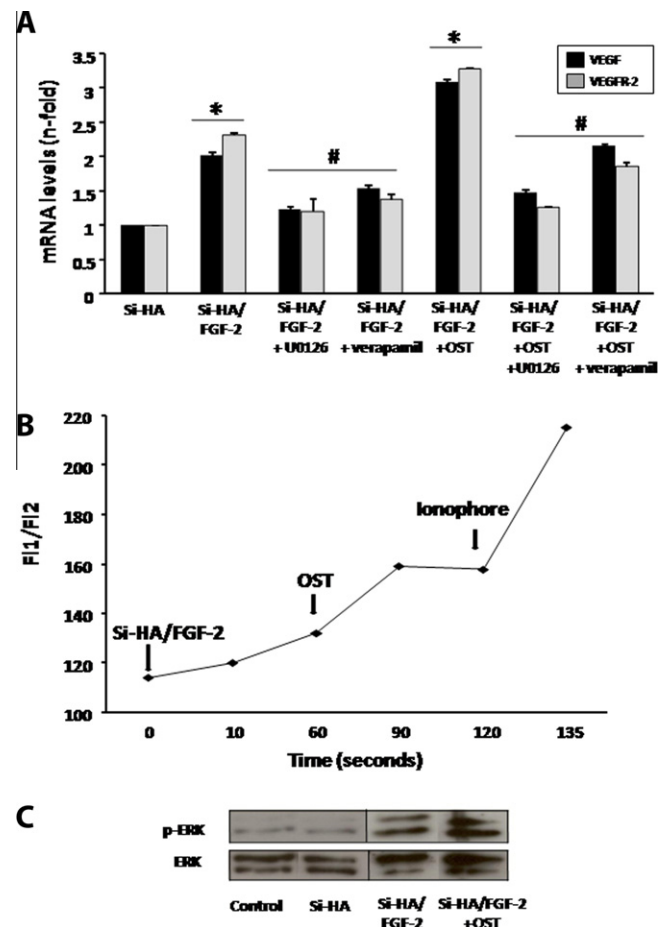 A
mRNA levels (n-fold)
3.5
3
2.5
2
1.5
1
0.5
0
*
#
*
#
VEGF
VEGFR-2
Si-HA
Si-HA/
FGF-2
Si-HA/
FGF-2
+U0126
Si-HA/
FGF-2
+verapamil
Si-HA/
FGF-2
+OST
Si-HA/
FGF-2
+OST
+U0126
Si-HA/
FGF-2
+OST
+verapamil
B
Fl1/Fl2
220
200
180
160
140
120
100
Si-HA/FGF-2
OST
Ionophore
0 10 60 90 120 135
Time (seconds)
C
p-ERK
ERK
Control
Si-HA
Si-HA/
FGF-2
Si-HA/FGF-2
+OST